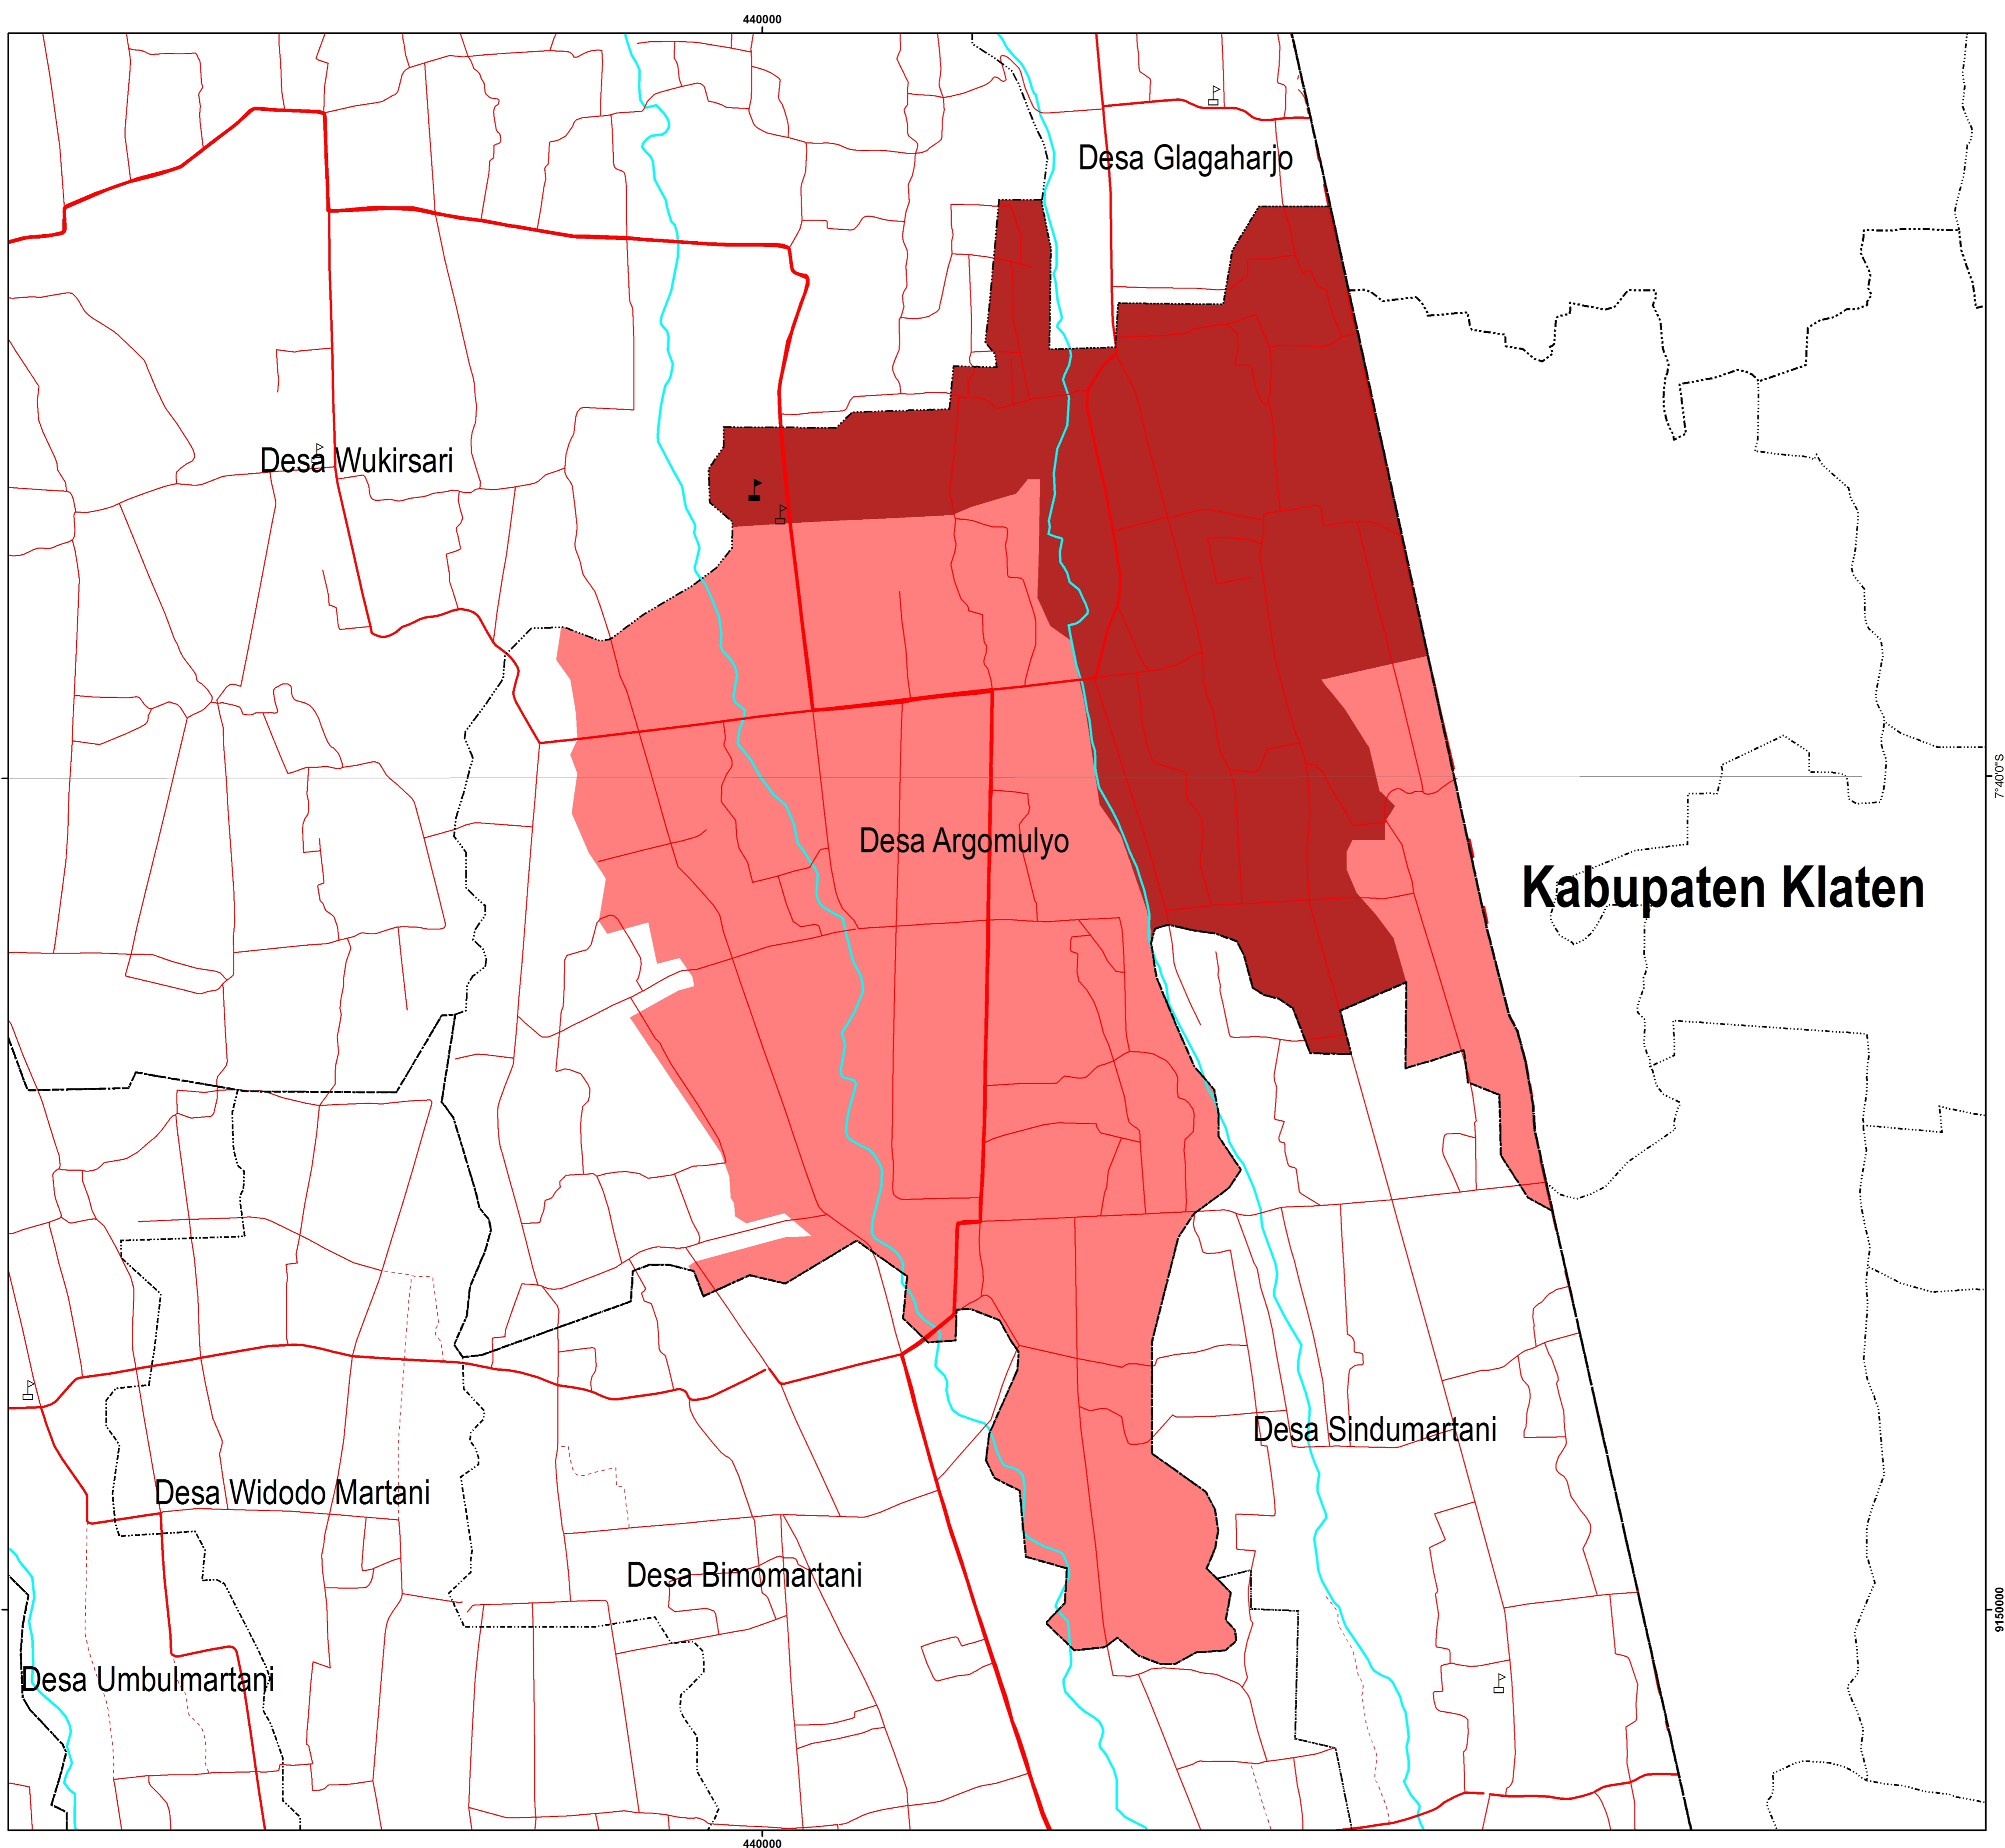 440000
Desa Glagaharjo
Desa Wukirsari
7°40'0"S
Desa Argomulyo
Kabupaten Klaten
Desa Sindumartani
Desa Widodo Martani
Desa Bimomartani
9150000
Desa Umbulmartani
440000